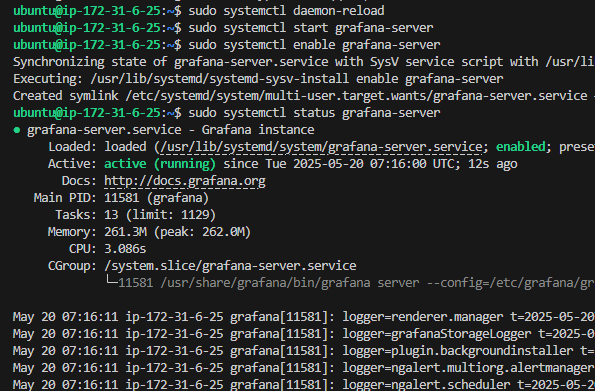 ubuntu@ip-172-31-6-25:~$ sudo systemctl daemon-reload
ubuntu@ip-172-31-6-25:~$ sudo systemctl start grafana-server
ubuntu@ip-172-31-6-25:~$ sudo systemctl enable grafana-server
Synchronizing state of grafana-server.service with SysV service script with /usr/li
Executing: /usr/lib/systemd/systemd-sysv-install enable grafana-server
Created symlink /etc/systemd/system/multi-user.target.wants/grafana-server.service
ubuntu@ip-172-31-6-25:~$ sudo systemctl status grafana-server
● grafana-server.service - Grafana instance
Loaded: loaded (/usr/lib/systemd/system/grafana-server.service; enabled; prese
Active: active (running) since Tue 2025-05-20 07:16:00 UTC; 12s ago
Docs: http://docs.grafana.org
Main PID: 11581 (grafana)
Tasks: 13 (limit: 1129)
Memory: 261.3M (peak: 262.0M)
CPU: 3.086s
CGroup: /system.slice/grafana-server.service
└─11581 /usr/share/grafana/bin/grafana server --config=/etc/grafana/gr
May 20 07:16:11 ip-172-31-6-25 grafana[11581]: logger=renderer.manager t=2025-05-20
May 20 07:16:11 ip-172-31-6-25 grafana[11581]: logger=grafanaStorageLogger t=2025-0
May 20 07:16:11 ip-172-31-6-25 grafana[11581]: logger=plugin.backgroundinstaller t=
May 20 07:16:11 ip-172-31-6-25 grafana[11581]: logger=ngalert.multiorg.alertmanager
May 20 07:16:11 ip-172-31-6-25 grafana[11581]: logger=ngalert.scheduler t=2025-05-2